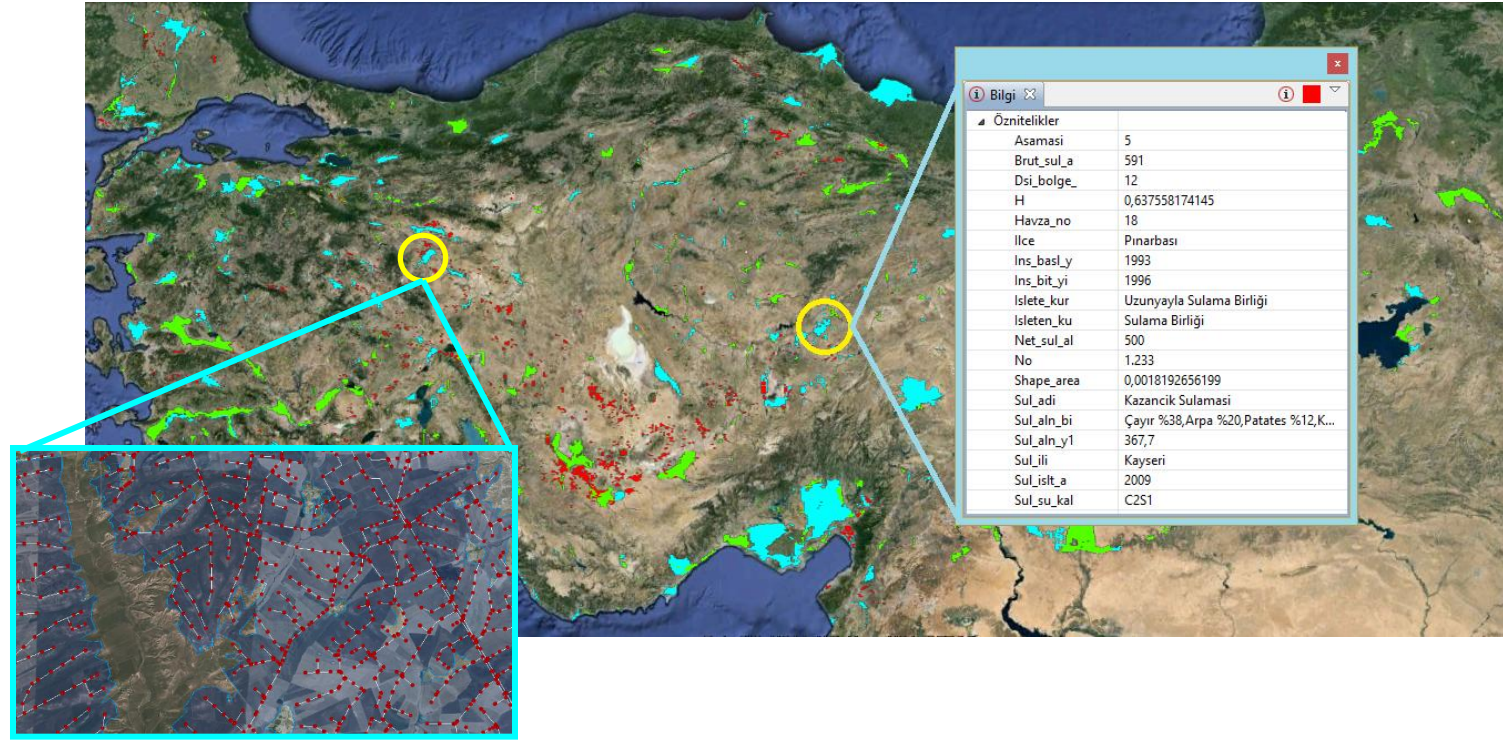 Bilgi
Öznitelikler
Asamasi 5
Brut_sul_a 591
Dsi_bolge_ 12
H 0,637558174145
Havza_no 18
Ilce Pınarbası
Ins_basl_y 1993
Ins_bit_yi 1996
Islete_kur Uzunyayla Sulama Birliği
Isleten_ku Sulama Birliği
Net_sul_al 500
No 1.233
Shape_area 0,0018192656199
Sul_adi Kazancik Sulamasi
Sul_aln_bi Çayır %38,Arpa %20,Patates %12,K...
Sul_aln_y1 367,7
Sul_ili Kayseri
Sul_islt_a 2009
Sul_su_kal C2S1